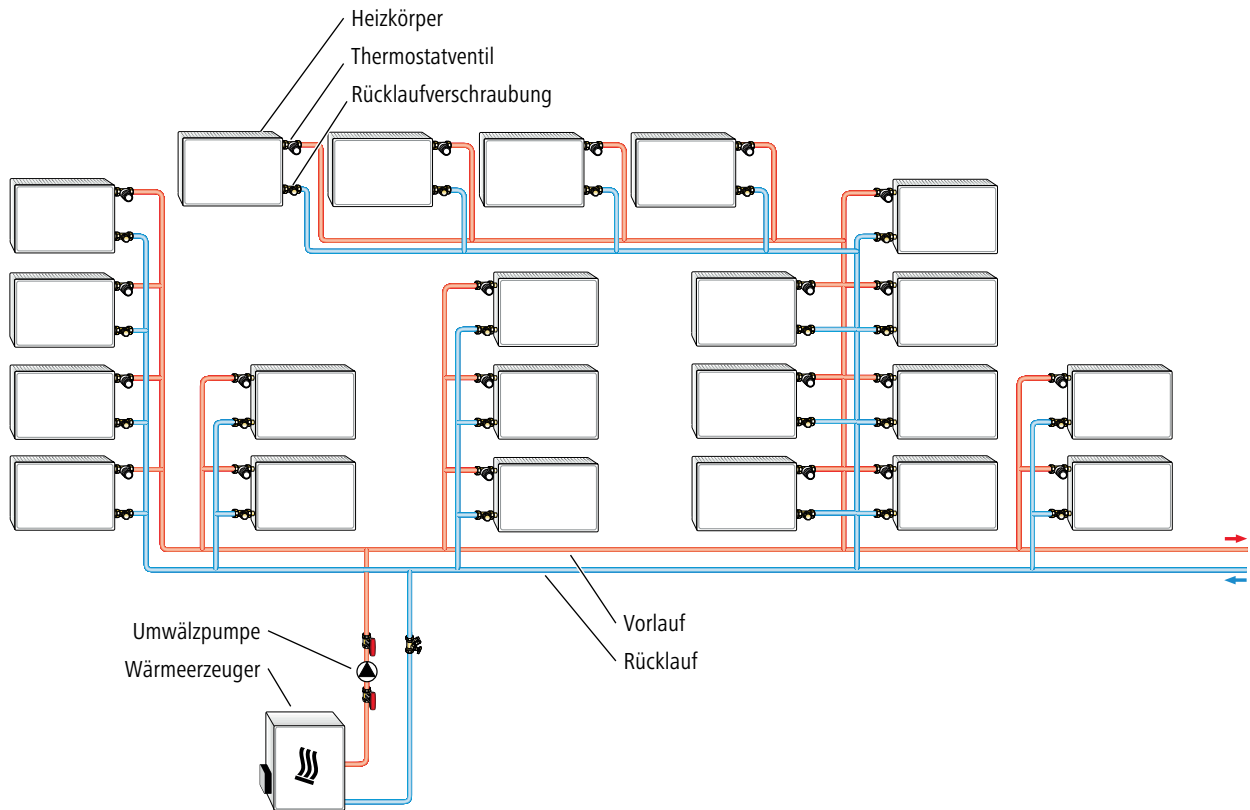 Heizkörper
Thermostatventil
Rücklaufverschraubung
Vorlauf
Rücklauf
Umwälzpumpe
Wärmeerzeuger